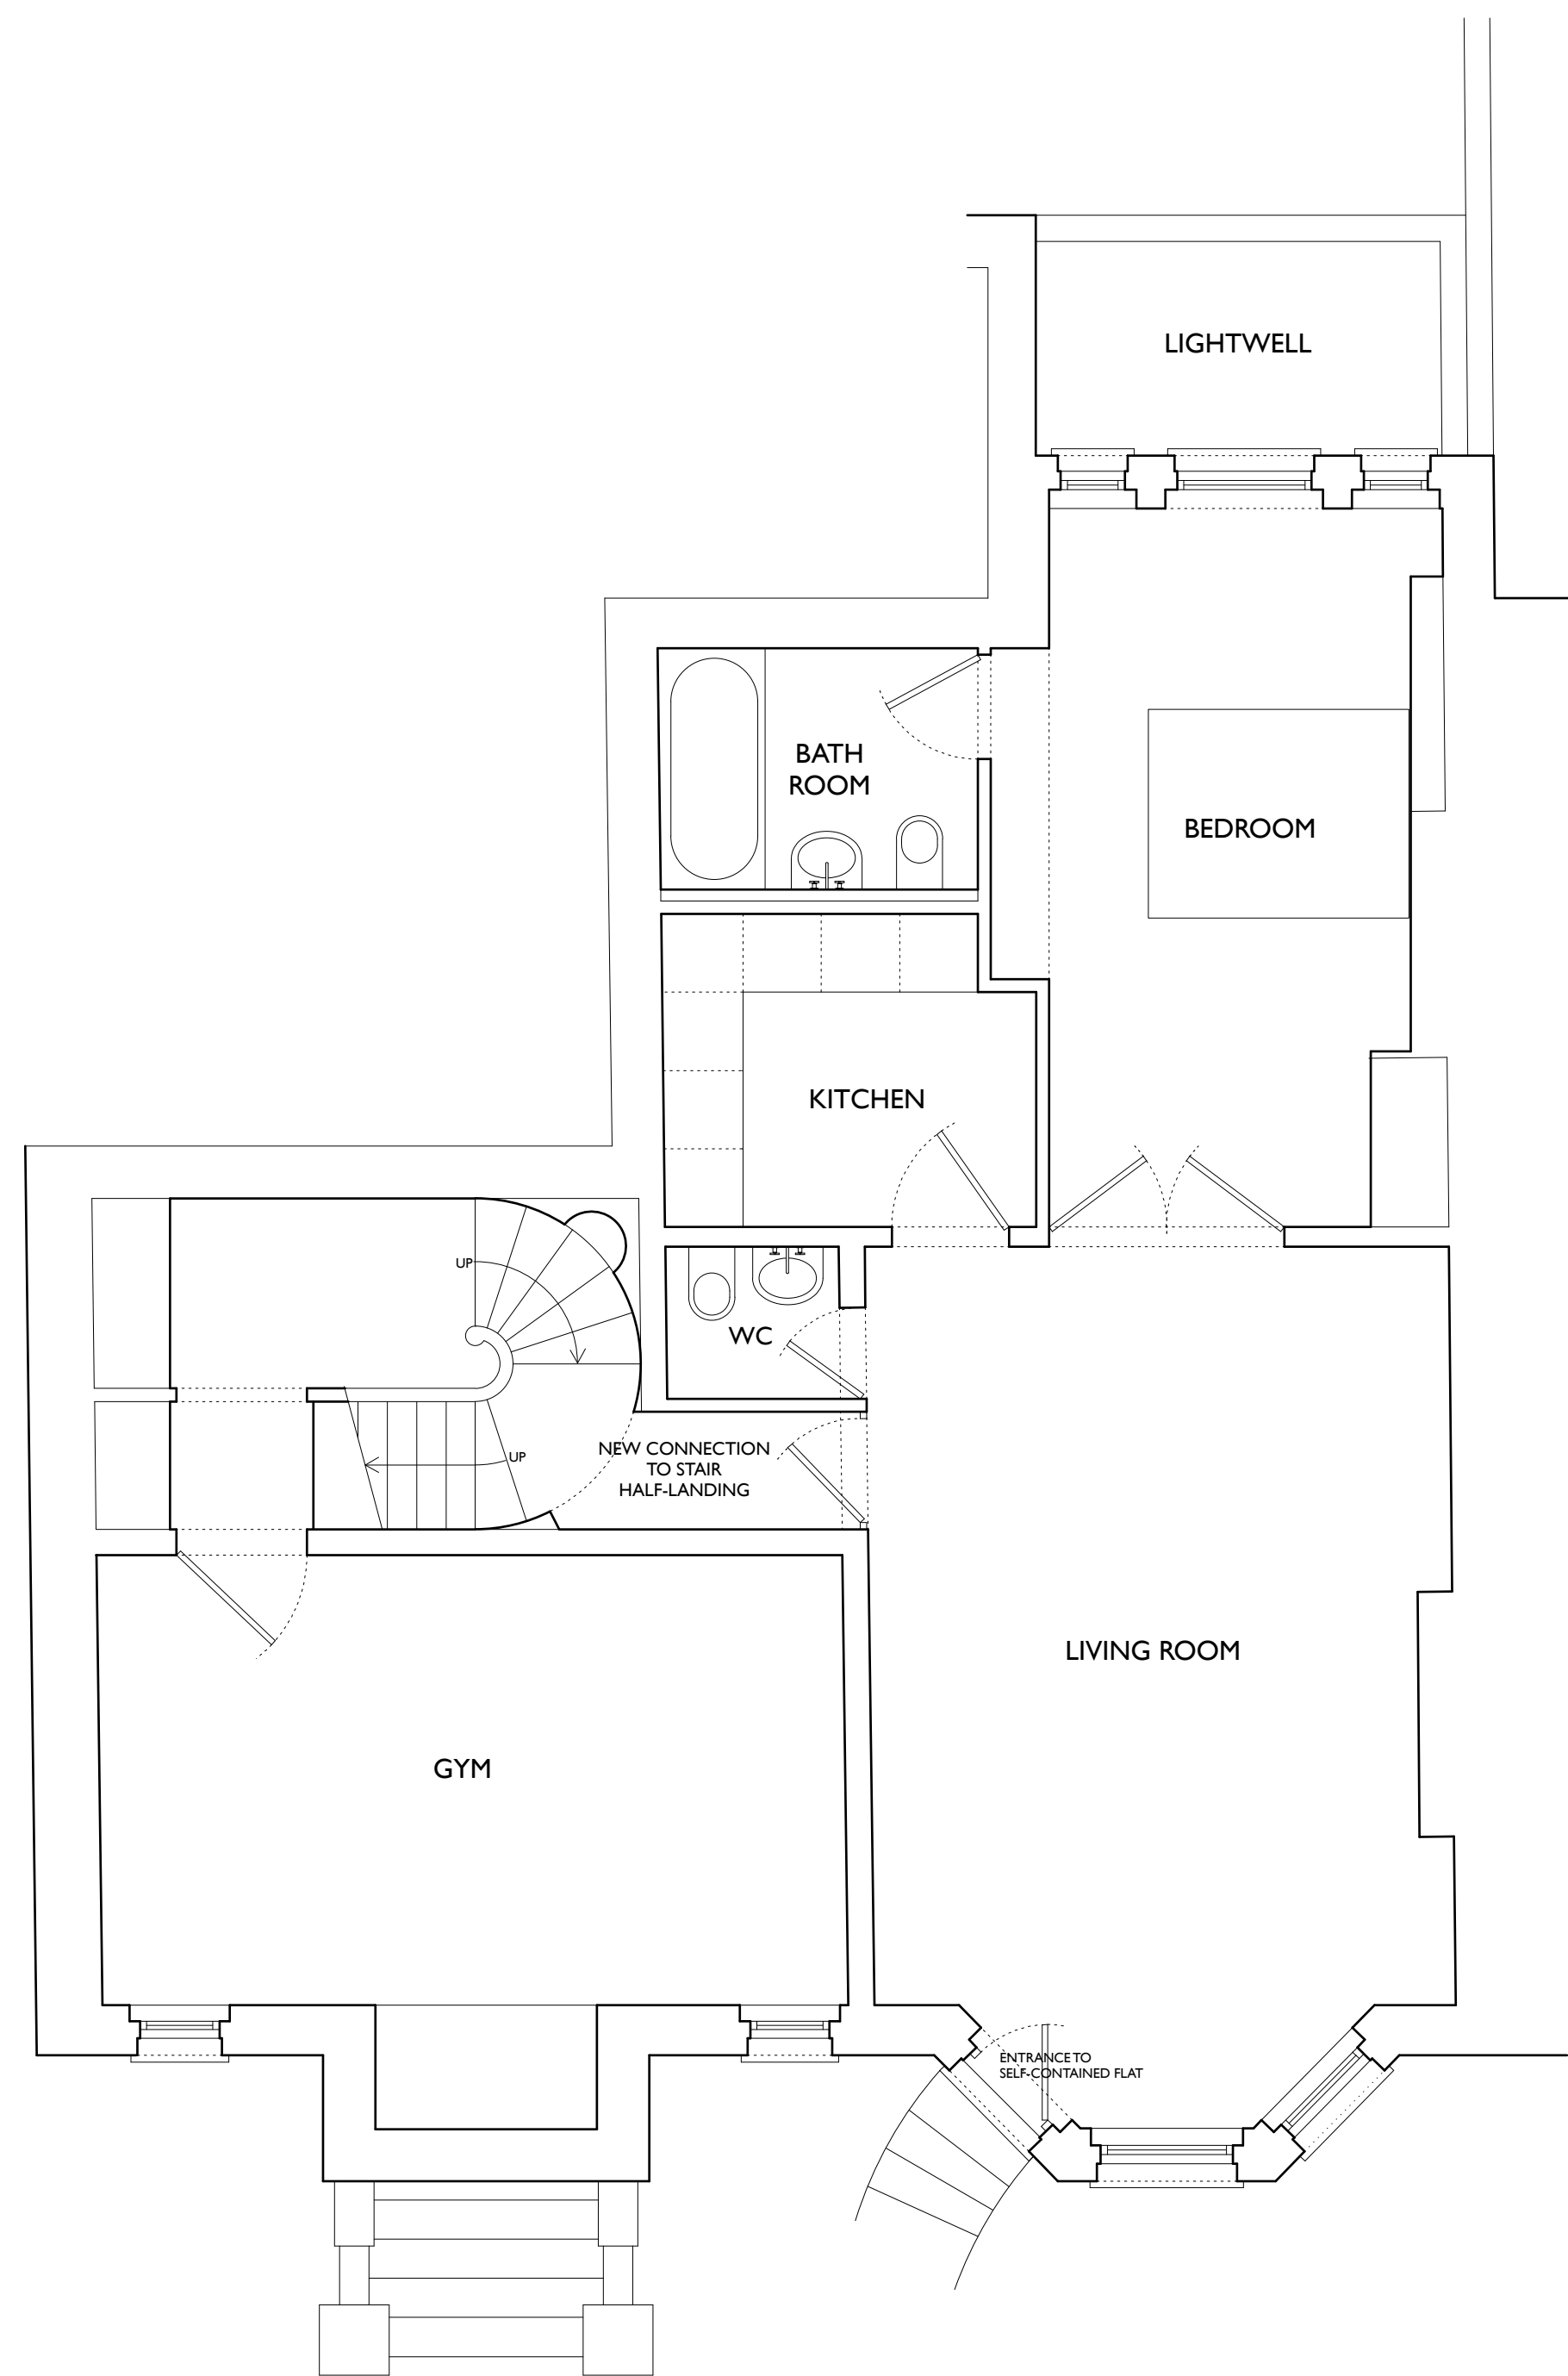 LIGHTWELL
BATH
ROOM
BEDROOM
KITCHEN
UP
WC
UP
NEW CONNECTION
TO STAIR
HALF-LANDING
LIVING ROOM
GYM
ENTRANCE TO
SELF-CONTAINED FLAT